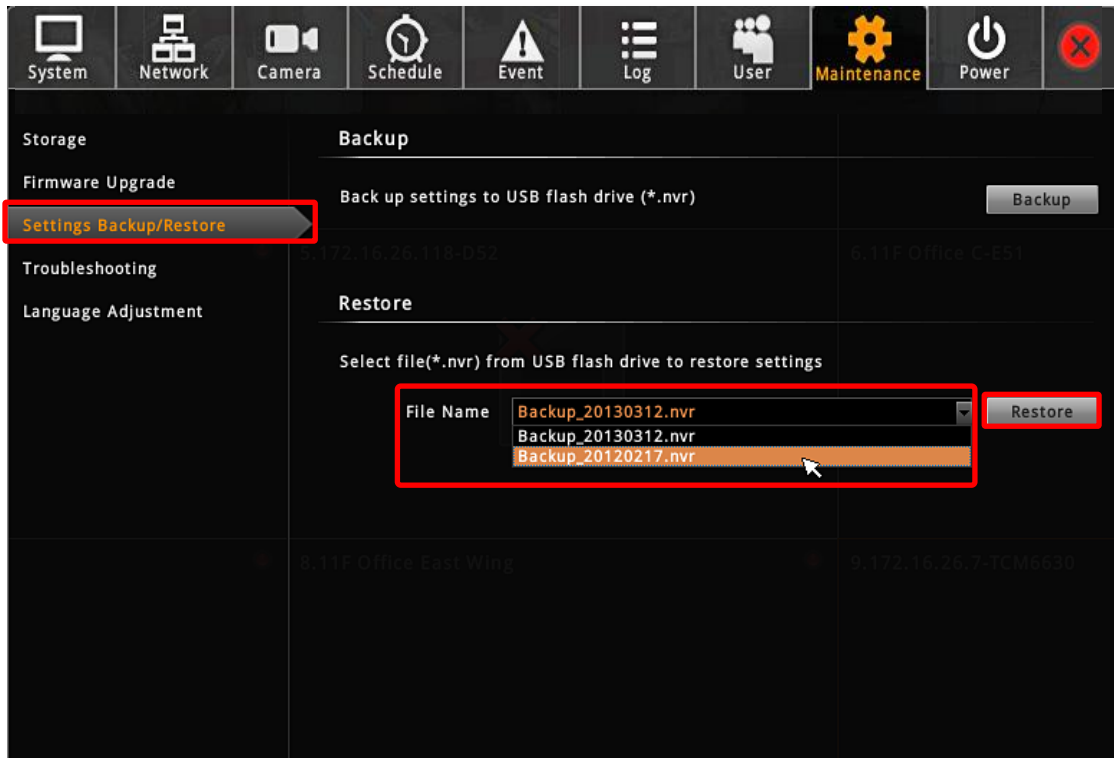 System Network Camera Schedule Event Log User Maintenance Power
Storage
Firmware Upgrade
Settings Backup/Restore
Troubleshooting
Language Adjustment
Backup
Back up settings to USB flash drive (*.nvr)
Backup
5.172.16.26.118-D52
6.11F Office C-E51
Restore
Select file(*.nvr) from USB flash drive to restore settings
File Name Backup_20130312.nvr Restore
Backup_20130312.nvr
Backup_20120217.nvr
8.11F Office East Wing
9.172.16.26.7-TCM6630